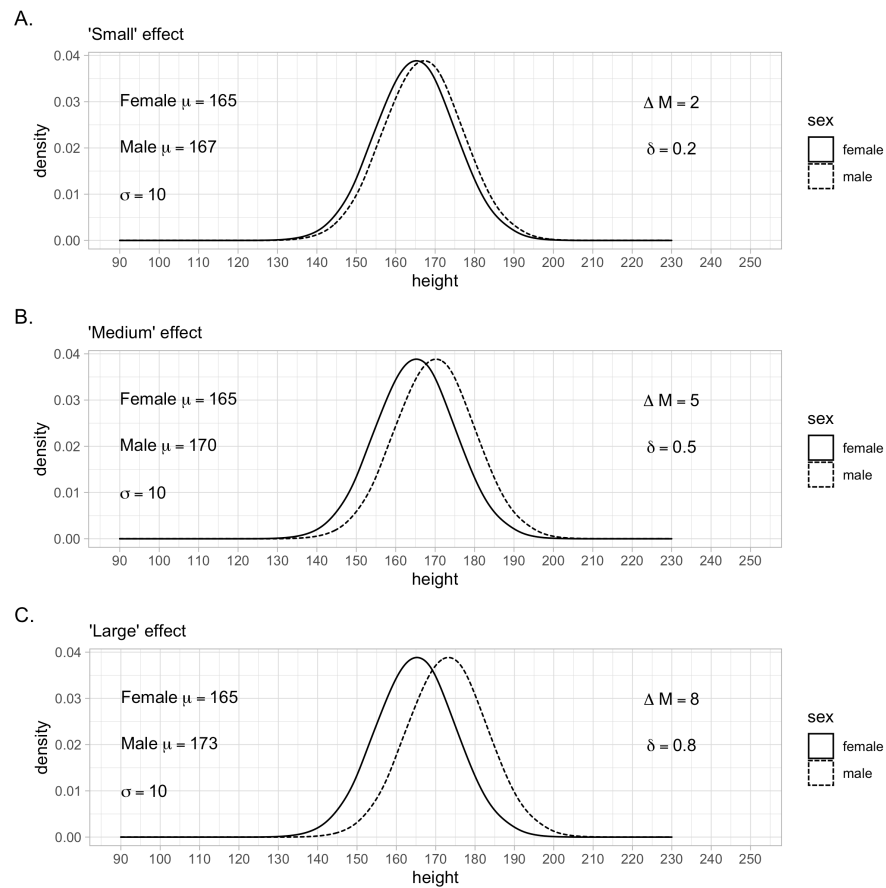 A.
'Small' effect
0.04
0.03
0.02
0.01
0.00
density
Female μ = 165
Male μ = 167
σ = 10
Δ M = 2
δ = 0.2
90 100 110 120 130 140 150 160 170 180 190 200 210 220 230 240 250
height
sex
female
male
B.
'Medium' effect
0.04
0.03
0.02
0.01
0.00
density
Female μ = 165
Male μ = 170
σ = 10
Δ M = 5
δ = 0.5
90 100 110 120 130 140 150 160 170 180 190 200 210 220 230 240 250
height
sex
female
male
C.
'Large' effect
0.04
0.03
0.02
0.01
0.00
density
Female μ = 165
Male μ = 173
σ = 10
Δ M = 8
δ = 0.8
90 100 110 120 130 140 150 160 170 180 190 200 210 220 230 240 250
height
sex
female
male